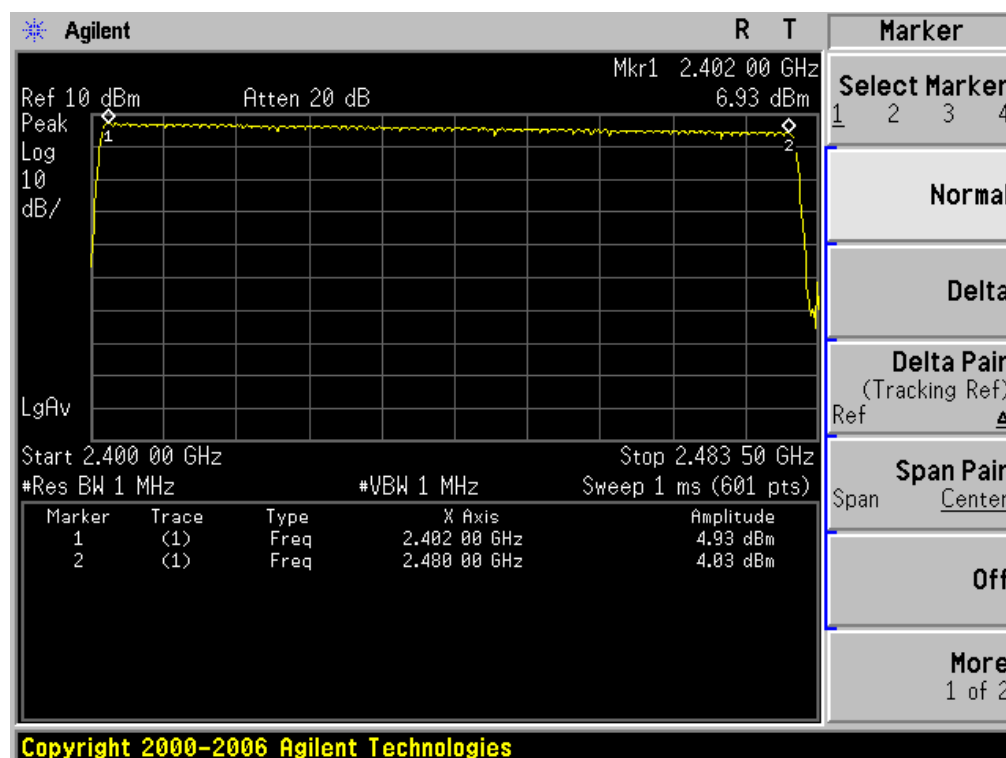 Agilent R T Marker
Mkr1 2.402 00 GHz
Ref 10 dBm Atten 20 dB 6.93 dBm
Select Marker
1 2 3 4
Peak
Log
10
dB/
1
2
Normal
Delta
Delta Pair
(Tracking Ref)
Ref Δ
LgAv
Start 2.400 00 GHz Stop 2.483 50 GHz
#Res BW 1 MHz #VBW 1 MHz Sweep 1 ms (601 pts)
Span Pair
Span Center
Marker Trace Type X Axis Amplitude
1 (1) Freq 2.402 00 GHz 4.93 dBm
2 (1) Freq 2.480 00 GHz 4.03 dBm
Off
More
1 of 2
Copyright 2000-2006 Agilent Technologies